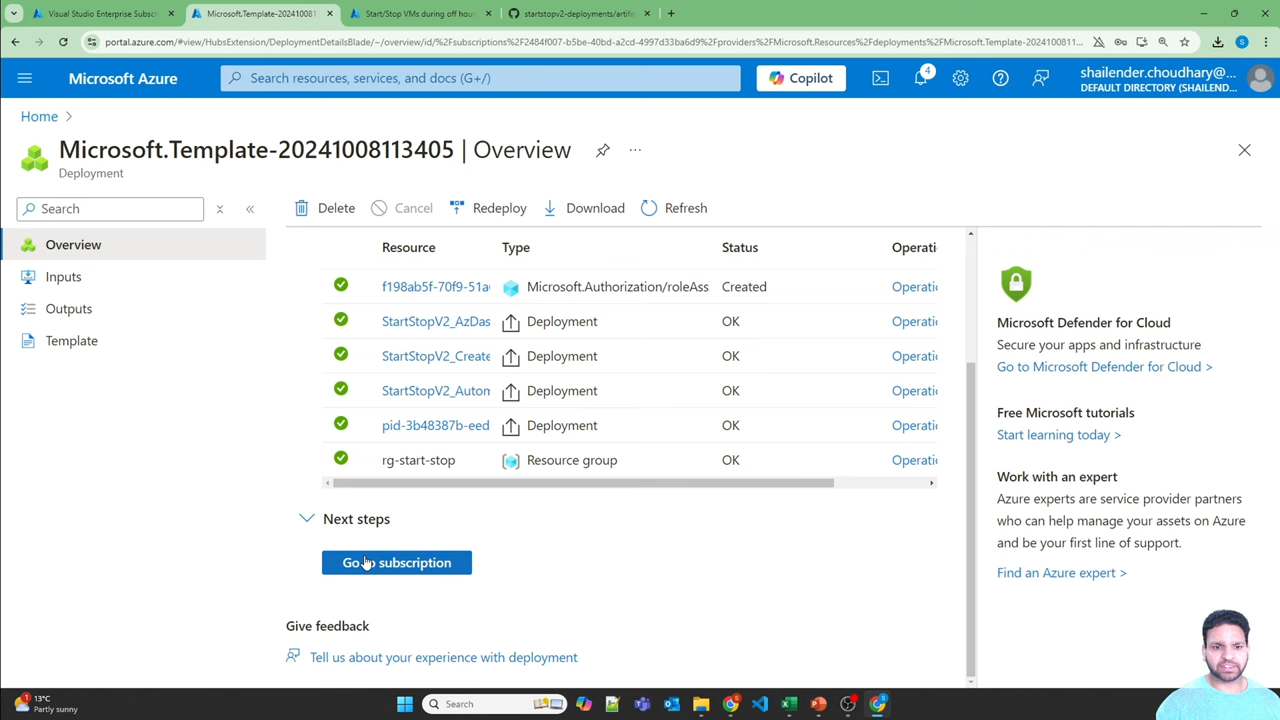 Visual Studio Enterprise Subscr
Microsoft.Template-202410081
Start/Stop VMs during off hour
startstopv2-deployments/artifa
portal.azure.com/#view/HubsExtension/DeploymentDetailsBlade/~/overview/id/%2Fsubscriptions%2F2484f007-b5be-40bd-a2cd-4997d33ba6d9%2Fproviders%2FMicrosoft.Resources%2Fdeployments%2FMicrosoft.Template-2024100811...
Microsoft Azure
Search resources, services, and docs (G+/)
Copilot
4
shailender.choudhary@...
DEFAULT DIRECTORY (SHAILEND...
Home
Microsoft.Template-20241008113405 | Overview
Deployment
Search
Delete
Cancel
Redeploy
Download
Refresh
Overview
Inputs
Outputs
Template
Resource Type Status Operati
f198ab5f-70f9-51a Microsoft.Authorization/roleAss Created Operati
StartStopV2_AzDas Deployment OK Operati
StartStopV2_Create Deployment OK Operati
StartStopV2_Autom Deployment OK Operati
pid-3b48387b-eed Deployment OK Operati
rg-start-stop Resource group OK Operati
Next steps
Go subscription
Give feedback
Tell us about your experience with deployment
Microsoft Defender for Cloud
Secure your apps and infrastructure
Go to Microsoft Defender for Cloud >
Free Microsoft tutorials
Start learning today >
Work with an expert
Azure experts are service provider partners
who can help manage your assets on Azure
and be your first line of support.
Find an Azure expert >
1
13°C
Partly sunny
Search